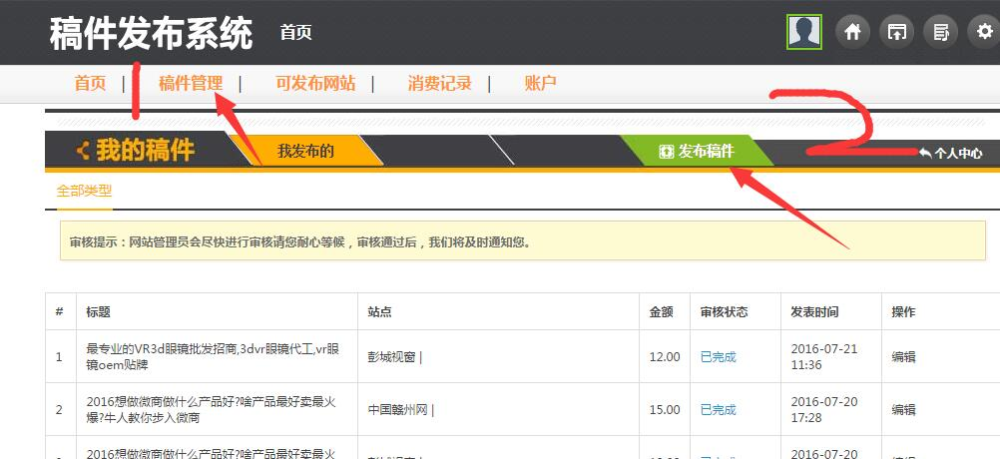 稿件发布系统 首页
首页 | 稿件管理 | 可发布网站 | 消费记录 | 账户
我的稿件 我发布的 发布稿件 个人中心
全部类型
审核提示：网站管理员会尽快进行审核请您耐心等候，审核通过后，我们将及时通知您。
# 标题 站点 金额 审核状态 发表时间 操作
1 最专业的VR3d眼镜批发招商,3dvr眼镜代工,vr眼 彭城视窗 | 12.00 已完成 2016-07-21 编辑
镜oem贴牌 11:36
2 2016想做微商做什么产品好?啥产品最好卖最火 中国赣州网 | 15.00 已完成 2016-07-20 编辑
爆?牛人教你步入微商 17:28
2016想做微商做什么产品好?啥产品最好卖最火 2016-07-20